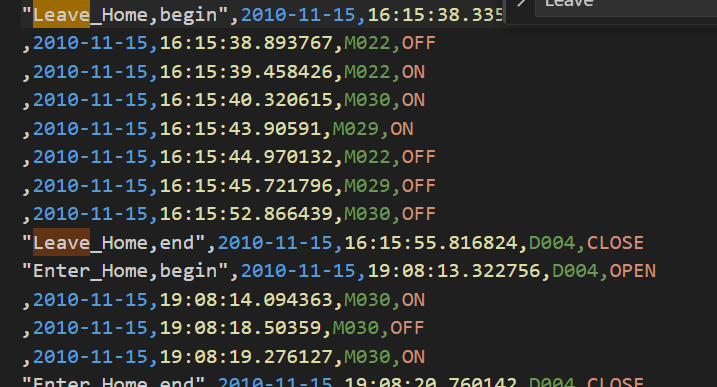 "Leave_Home,begin",2010-11-15,16:15:38.335
Leave
,2010-11-15,16:15:38.893767,M022,OFF
,2010-11-15,16:15:39.458426,M022,ON
,2010-11-15,16:15:40.320615,M030,ON
,2010-11-15,16:15:43.90591,M029,ON
,2010-11-15,16:15:44.970132,M022,OFF
,2010-11-15,16:15:45.721796,M029,OFF
,2010-11-15,16:15:52.866439,M030,OFF
"Leave_Home,end",2010-11-15,16:15:55.816824,D004,CLOSE
"Enter_Home,begin",2010-11-15,19:08:13.322756,D004,OPEN
,2010-11-15,19:08:14.094363,M030,ON
,2010-11-15,19:08:18.50359,M030,OFF
,2010-11-15,19:08:19.276127,M030,ON
"Enter_Home,end",2010-11-15,19:08:20.760142,D004,CLOSE